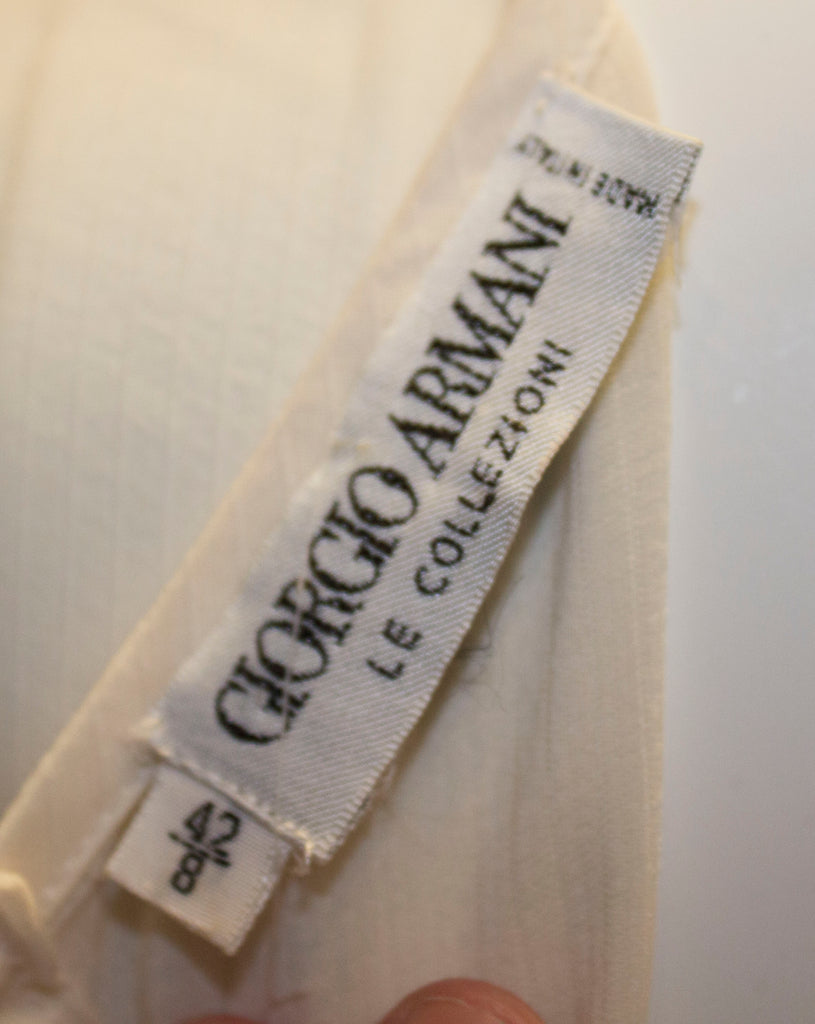 GIORGIO ARMANI
LE COLLEZIONI
MADE IN ITALY
42
8